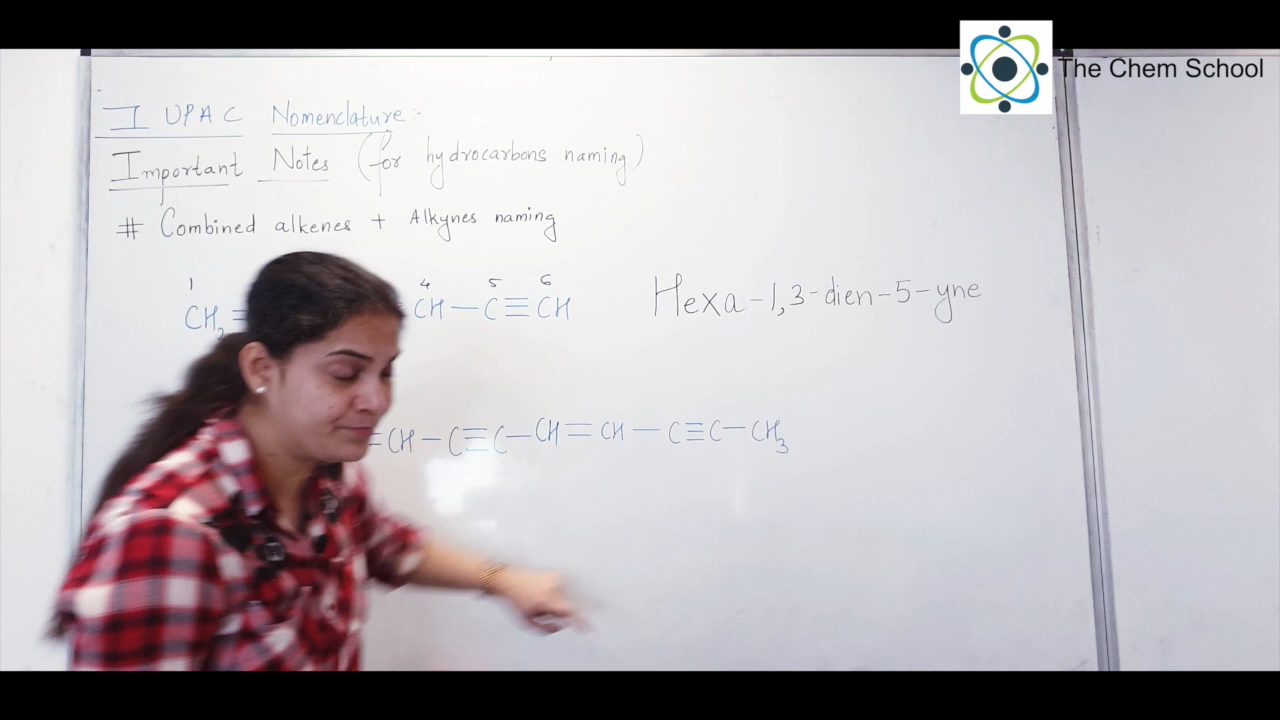 The Chem School
IUPAC Nomenclature:-
Important Notes (for hydrocarbons naming)
# Combined alkenes + Alkynes naming
1 4 5 6
CH₂= CH—C≡CH Hexa-1,3-dien-5-yne
=CH—C≡C—CH=CH—C≡C—CH₃